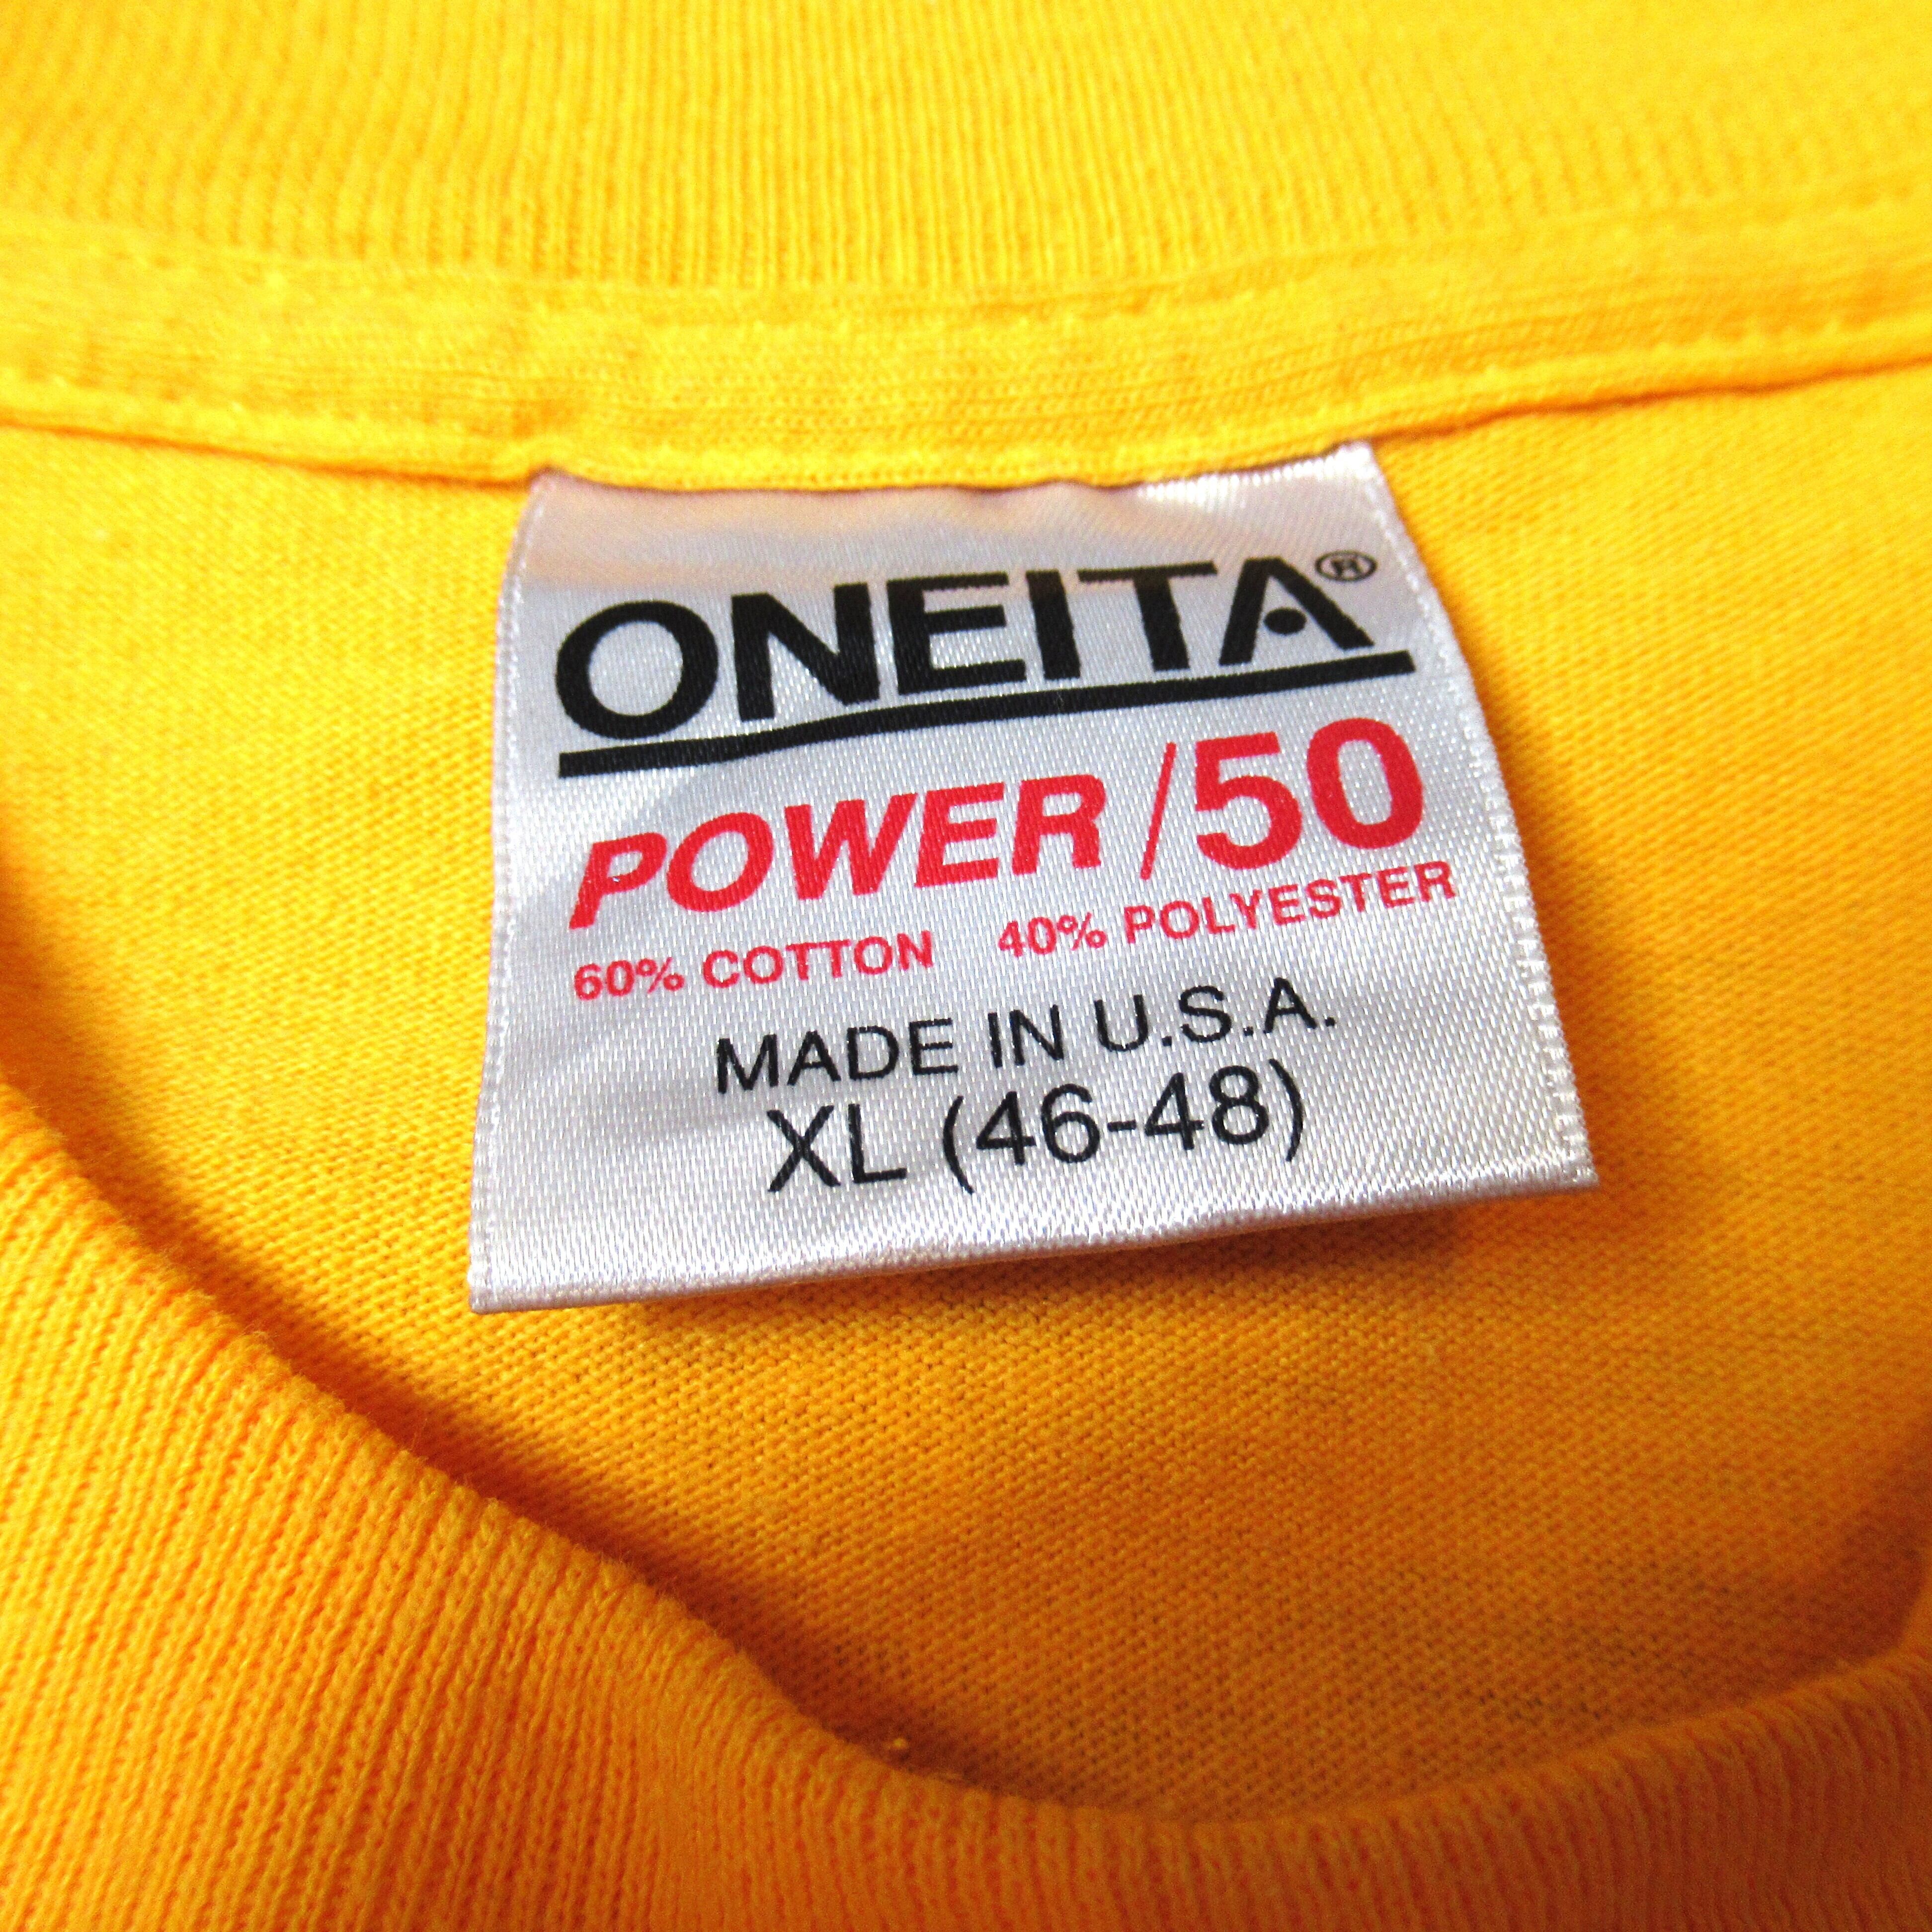 ONEITA®
POWER/50
60% COTTON 40% POLYESTER
MADE IN U.S.A.
XL (46-48)